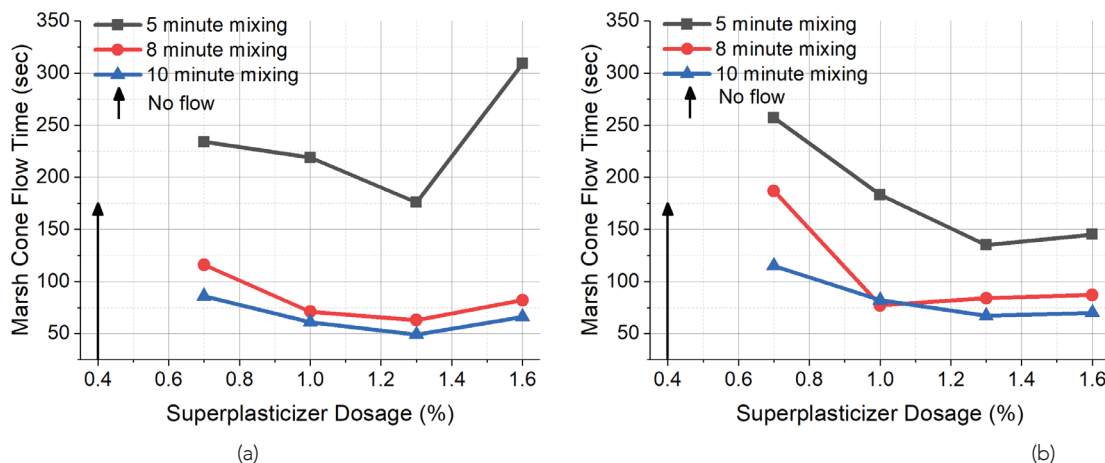 350
300
250
200
150
100
50
Marsh Cone Flow Time (sec)
5 minute mixing
8 minute mixing
10 minute mixing
No flow
0.4 0.6 0.8 1.0 1.2 1.4 1.6
Superplasticizer Dosage (%)
(a)
350
300
250
200
150
100
50
Marsh Cone Flow Time (sec)
5 minute mixing
8 minute mixing
10 minute mixing
No flow
0.4 0.6 0.8 1.0 1.2 1.4 1.6
Superplasticizer Dosage (%)
(b)